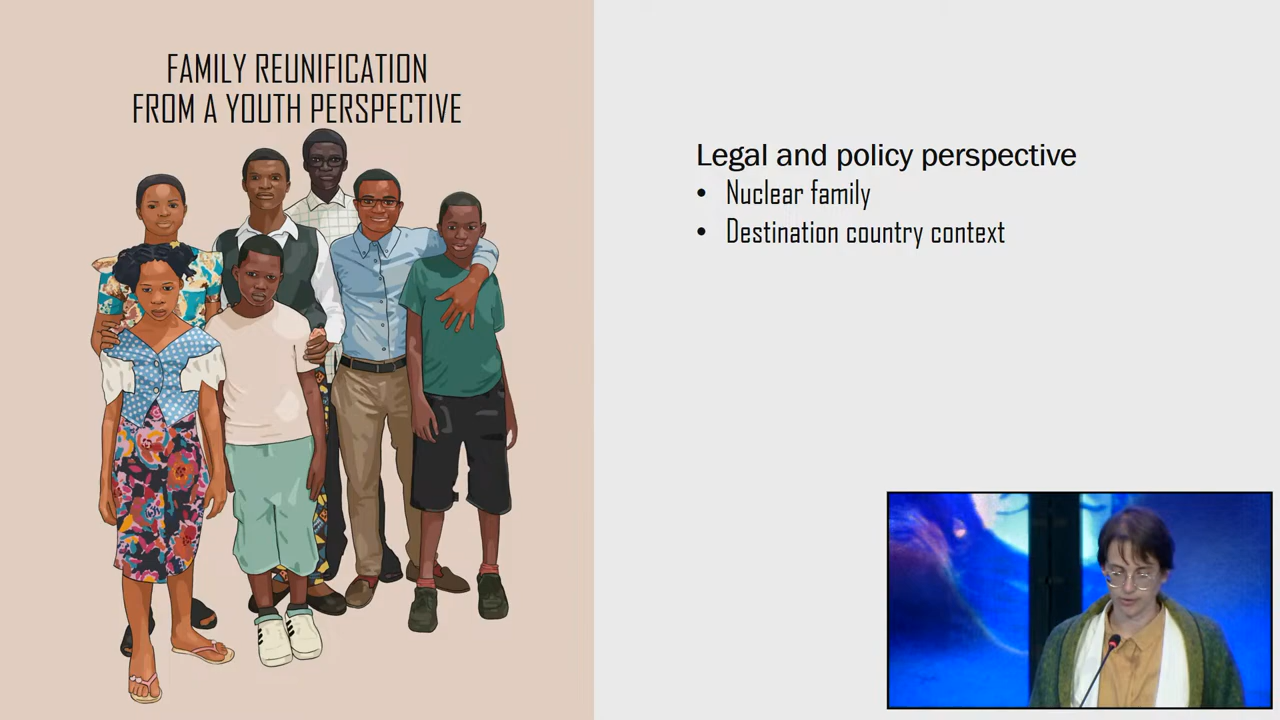 FAMILY REUNIFICATION
FROM A YOUTH PERSPECTIVE
Legal and policy perspective
• Nuclear family
• Destination country context